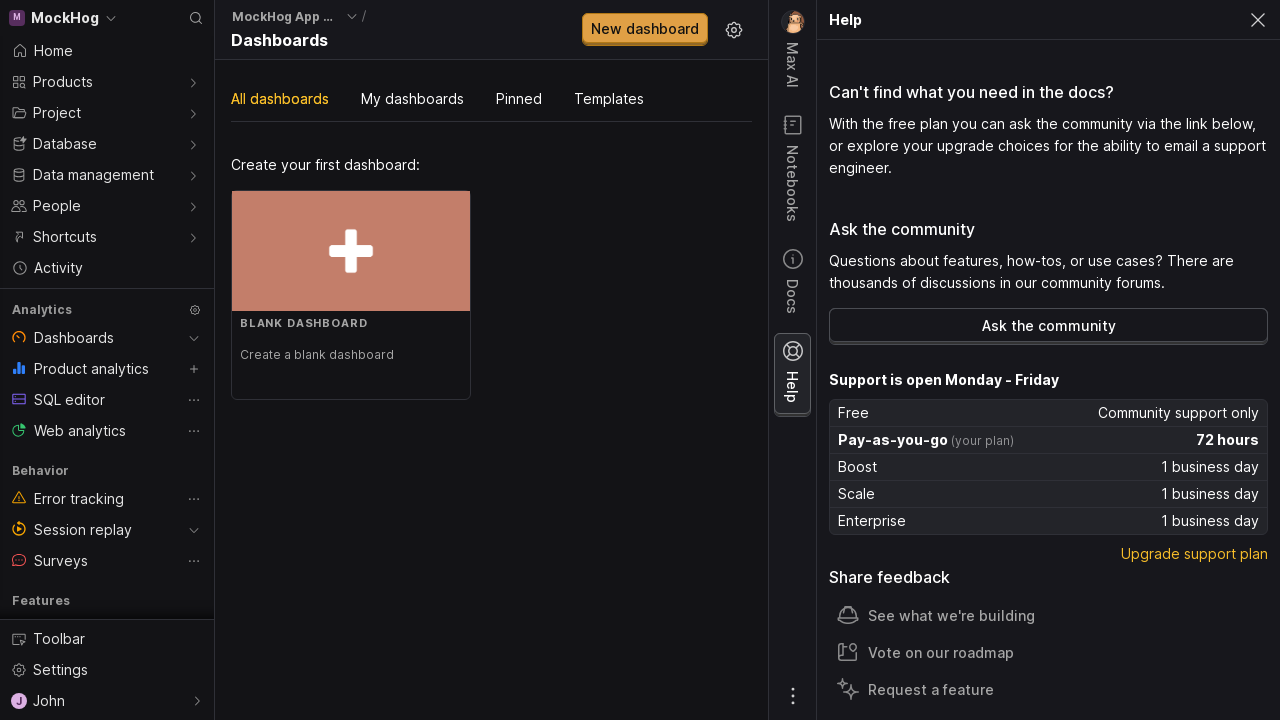 M MockHog
Home
Products
Project
Database
Data management
People
Shortcuts
Activity
Analytics
Dashboards
Product analytics
SQL editor
Web analytics
Behavior
Error tracking
Session replay
Surveys
Features
Toolbar
Settings
J John
MockHog App ... /
Dashboards
New dashboard
All dashboards
My dashboards
Pinned
Templates
Create your first dashboard:
BLANK DASHBOARD
Create a blank dashboard
Max AI
Notebooks
Docs
Help
Help
Can't find what you need in the docs?
With the free plan you can ask the community via the link below,
or explore your upgrade choices for the ability to email a support
engineer.
Ask the community
Questions about features, how-tos, or use cases? There are
thousands of discussions in our community forums.
Ask the community
Support is open Monday - Friday
Free Community support only
Pay-as-you-go (your plan) 72 hours
Boost 1 business day
Scale 1 business day
Enterprise 1 business day
Upgrade support plan
Share feedback
See what we're building
Vote on our roadmap
Request a feature